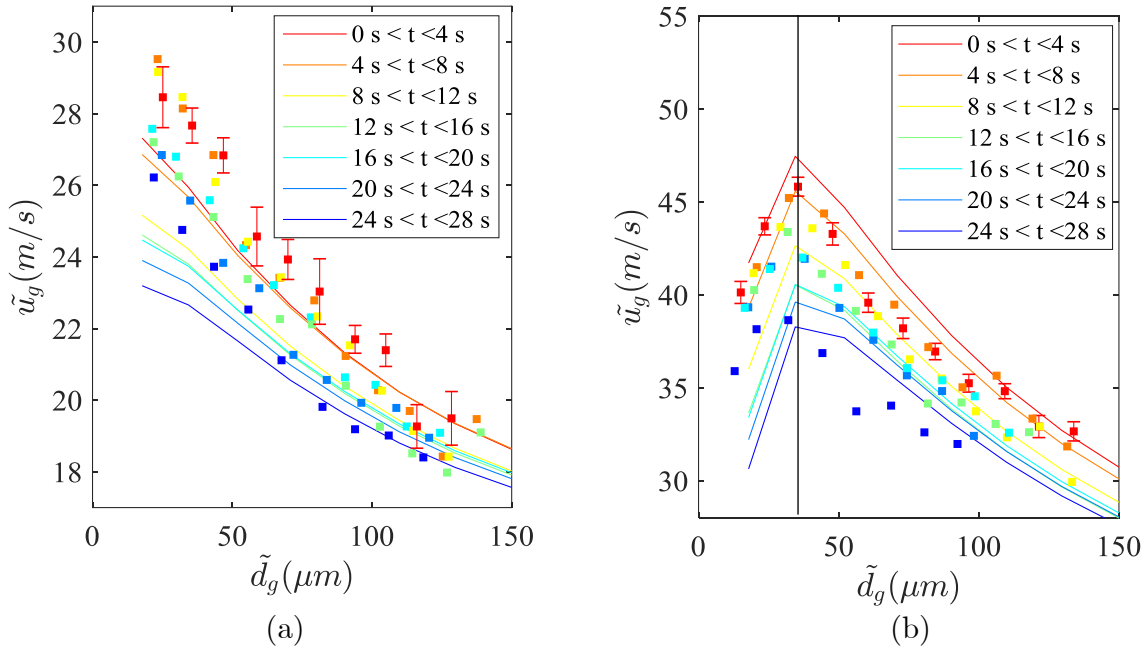 30
28
26
24
22
20
18
0
50
100
150
ũ_g(m/s)
d̃_g(μm)
0 s < t <4 s
4 s < t <8 s
8 s < t <12 s
12 s < t <16 s
16 s < t <20 s
20 s < t <24 s
24 s < t <28 s
(a)
55
50
45
40
35
30
0
50
100
150
ũ_g(m/s)
d̃_g(μm)
0 s < t <4 s
4 s < t <8 s
8 s < t <12 s
12 s < t <16 s
16 s < t <20 s
20 s < t <24 s
24 s < t <28 s
(b)